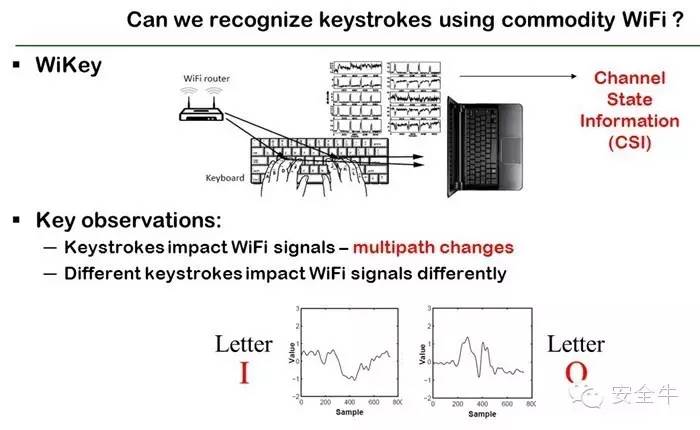 Can we recognize keystrokes using commodity WiFi ?
▪ WiKey
WiFi router
Keyboard
Channel
State
Information
(CSI)
▪ Key observations:
— Keystrokes impact WiFi signals – multipath changes
— Different keystrokes impact WiFi signals differently
Letter
I
Value
3
2
1
0
−1
−2
0 200 400 600 800
Sample
Value
3
2
1
0
−1
−2
0 200 400 600 800
Sample
Letter
O
安全牛